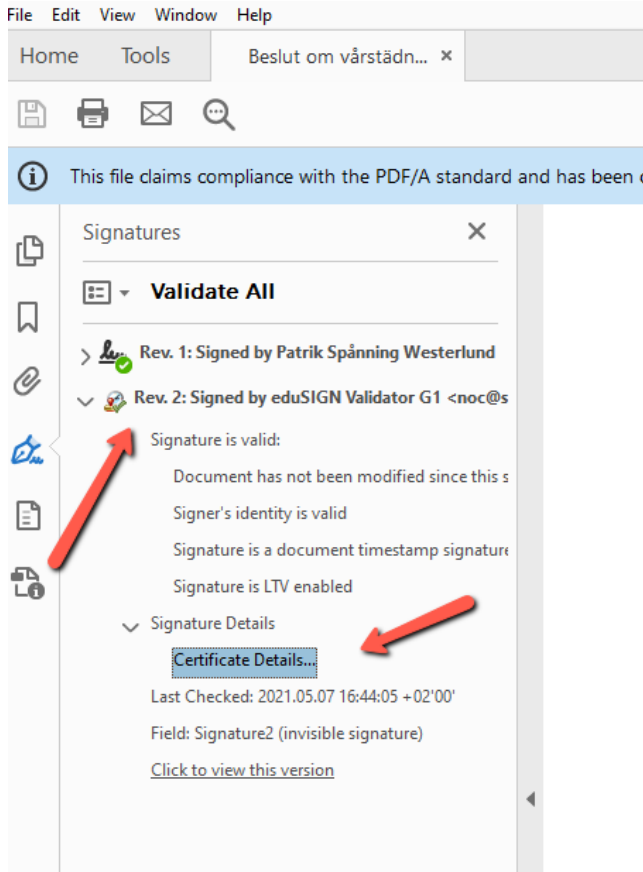 File Edit View Window Help
Home Tools Beslut om vårstädn... ×
This file claims compliance with the PDF/A standard and has been
Signatures
Validate All
Rev. 1: Signed by Patrik Spånning Westerlund
Rev. 2: Signed by eduSIGN Validator G1 <noc@s
Signature is valid:
Document has not been modified since this s
Signer's identity is valid
Signature is a document timestamp signature
Signature is LTV enabled
Signature Details
Certificate Details...
Last Checked: 2021.05.07 16:44:05 +02'00'
Field: Signature2 (invisible signature)
Click to view this version